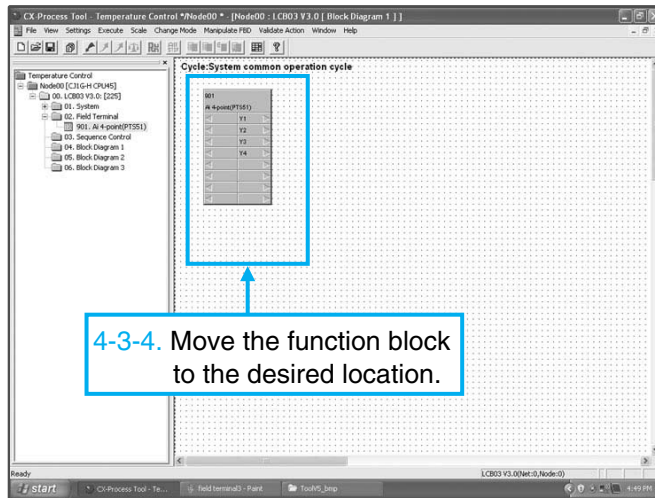 CX-Process Tool - Temperature Control */Node00 * - [Node00 : LCB03 V3.0 [ Block Diagram 1 ] ]
File View Settings Execute Scale Change Mode Manipulate FBD Validate Action Window Help
Temperature Control
Node00 [CJ1G-H CPU45]
00. LCB03 V3.0: [225]
01. System
02. Field Terminal
901. Ai 4-point(PTS51)
03. Sequence Control
04. Block Diagram 1
05. Block Diagram 2
06. Block Diagram 3
Cycle:System common operation cycle
901
Ai 4-point(PTS51)
Y1
Y2
Y3
Y4
4-3-4. Move the function block
to the desired location.
Ready
LCB03 V3.0(Net:0,Node:0)
start
CX-Process Tool - Te...
field terminal3 - Paint
ToolV5_bmp
4:49 PM